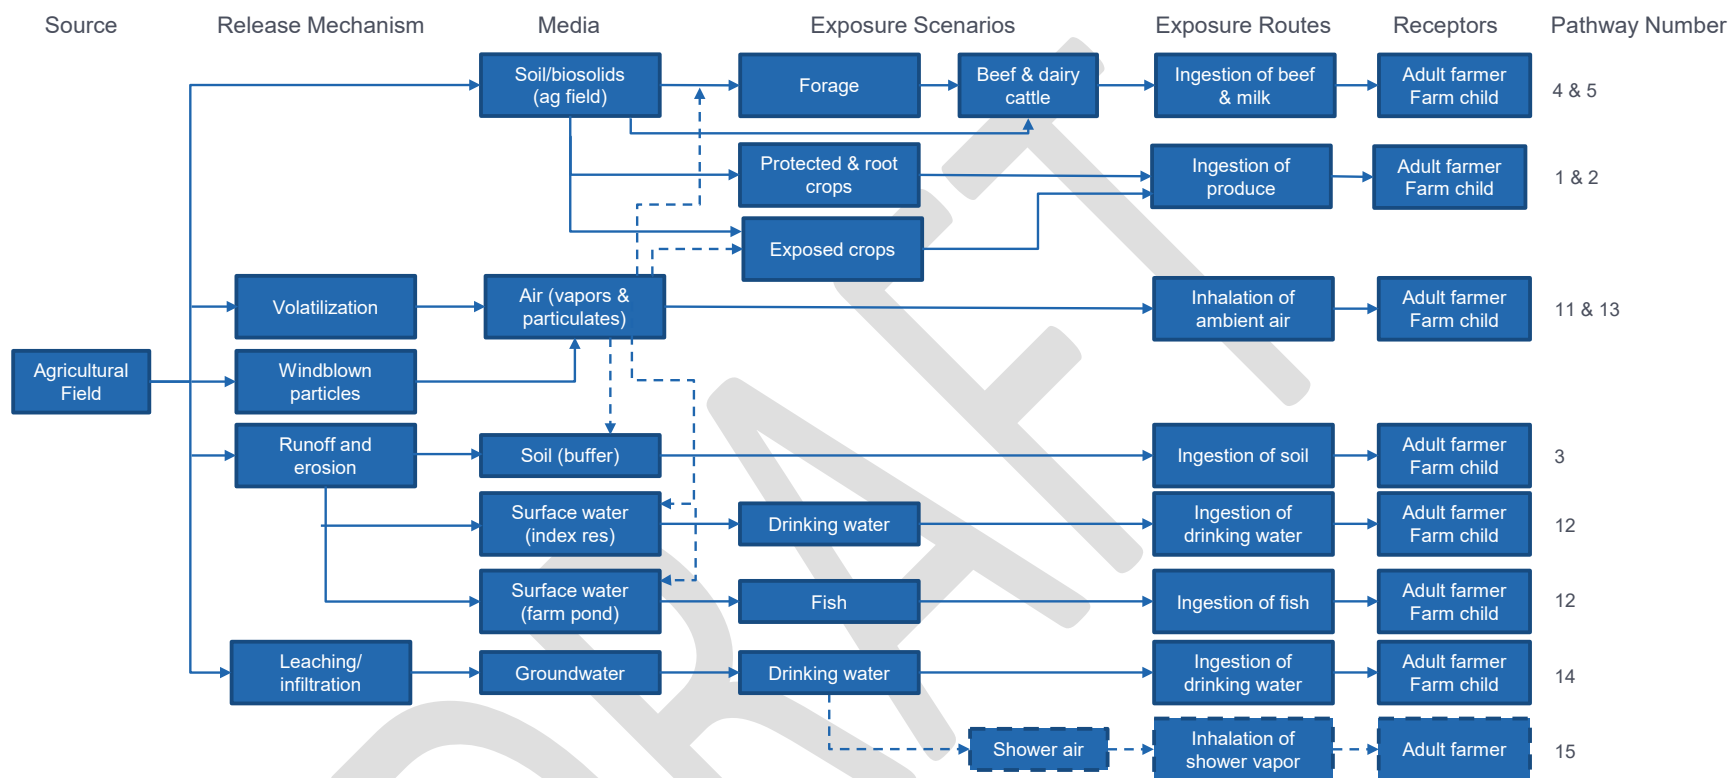 Source
Release Mechanism
Media
Exposure Scenarios
Exposure Routes
Receptors
Pathway Number
Soil/biosolids
(ag field)
Forage
Beef & dairy
cattle
Ingestion of beef
& milk
Adult farmer
Farm child
4 & 5
Protected & root
crops
Ingestion of
produce
Adult farmer
Farm child
1 & 2
Exposed crops
Volatilization
Air (vapors &
particulates)
Inhalation of
ambient air
Adult farmer
Farm child
11 & 13
Agricultural
Field
Windblown
particles
Runoff and
erosion
Soil (buffer)
Ingestion of soil
Adult farmer
Farm child
3
Surface water
(index res)
Drinking water
Ingestion of
drinking water
Adult farmer
Farm child
12
Surface water
(farm pond)
Fish
Ingestion of fish
Adult farmer
Farm child
12
Leaching/
infiltration
Groundwater
Drinking water
Ingestion of
drinking water
Adult farmer
Farm child
14
Shower air
Inhalation of
shower vapor
Adult farmer
15
DRAFT